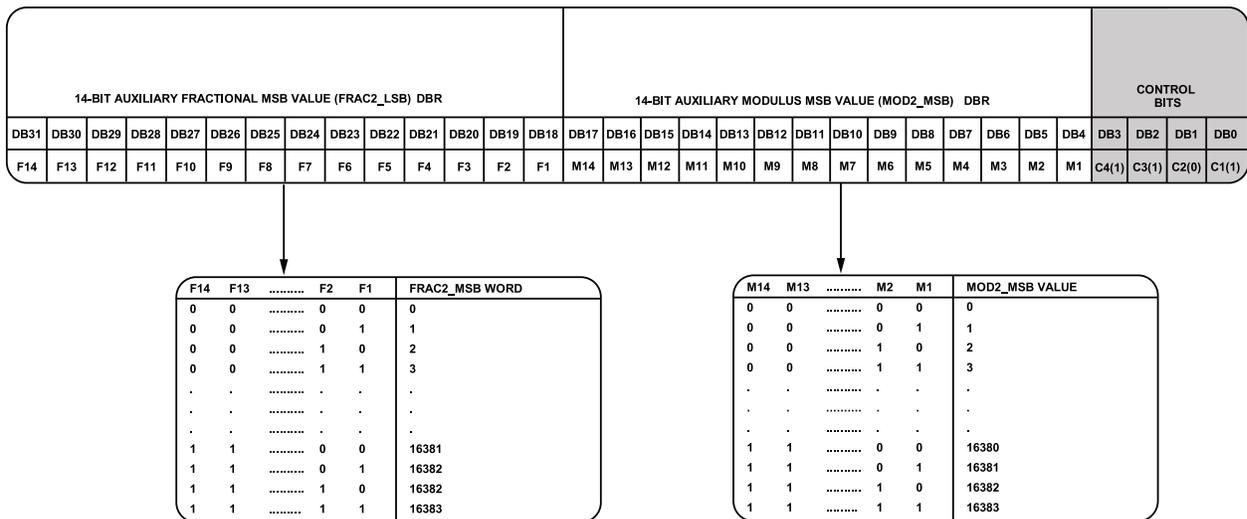 14-BIT AUXILIARY FRACTIONAL MSB VALUE (FRAC2_LSB) DBR
14-BIT AUXILIARY MODULUS MSB VALUE (MOD2_MSB) DBR
CONTROL
BITS
DB31 DB30 DB29 DB28 DB27 DB26 DB25 DB24 DB23 DB22 DB21 DB20 DB19 DB18 DB17 DB16 DB15 DB14 DB13 DB12 DB11 DB10 DB9 DB8 DB7 DB6 DB5 DB4 DB3 DB2 DB1 DB0
F14 F13 F12 F11 F10 F9 F8 F7 F6 F5 F4 F3 F2 F1 M14 M13 M12 M11 M10 M9 M8 M7 M6 M5 M4 M3 M2 M1 C4(1) C3(1) C2(0) C1(1)
F14 F13 .......... F2 F1 FRAC2_MSB WORD
0 0 .......... 0 0 0
0 0 .......... 0 1 1
0 0 .......... 1 0 2
0 0 .......... 1 1 3
. . .......... . . .
. . .......... . . .
. . .......... . . .
1 1 .......... 0 0 16381
1 1 .......... 0 1 16382
1 1 .......... 1 0 16382
1 1 ......... 1 1 16383
M14 M13 .......... M2 M1 MOD2_MSB VALUE
0 0 .......... 0 0 0
0 0 .......... 0 1 1
0 0 .......... 1 0 2
0 0 .......... 1 1 3
. . .......... . . .
. . .......... . . .
. . .......... . . .
1 1 .......... 0 0 16380
1 1 .......... 0 1 16381
1 1 .......... 1 0 16382
1 1 ......... 1 1 16383